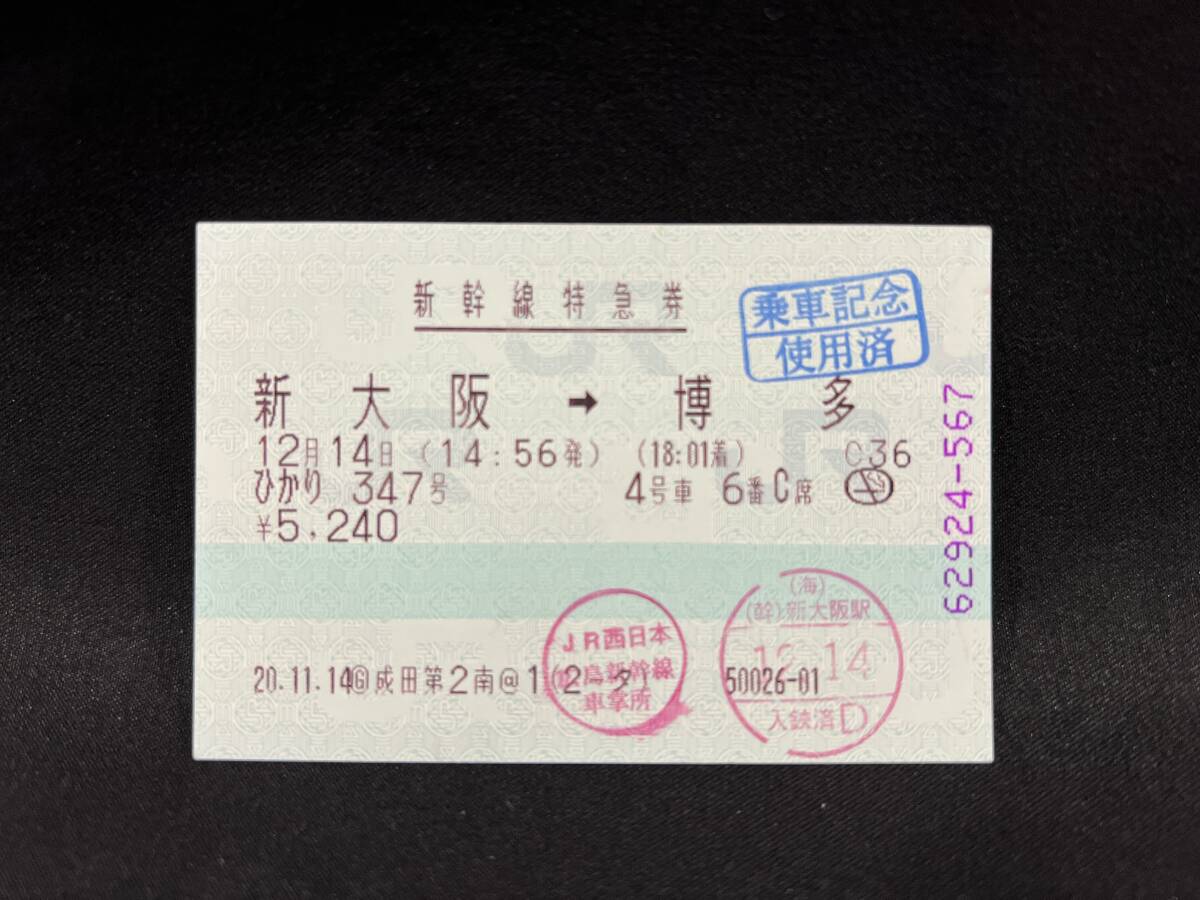 新幹線特急券
乗車記念
使用済
新大阪 → 博多
12月14日 (14:56発) (18:01着) C36
ひかり 347号 4号車 6番C席
¥5,240
62924-567
20.11.14Ⓖ成田第2南@1 (2-タ) 50026-01
JR西日本
島新幹線
車掌所
(海)
(幹)新大阪駅
12.14
入鋏済D